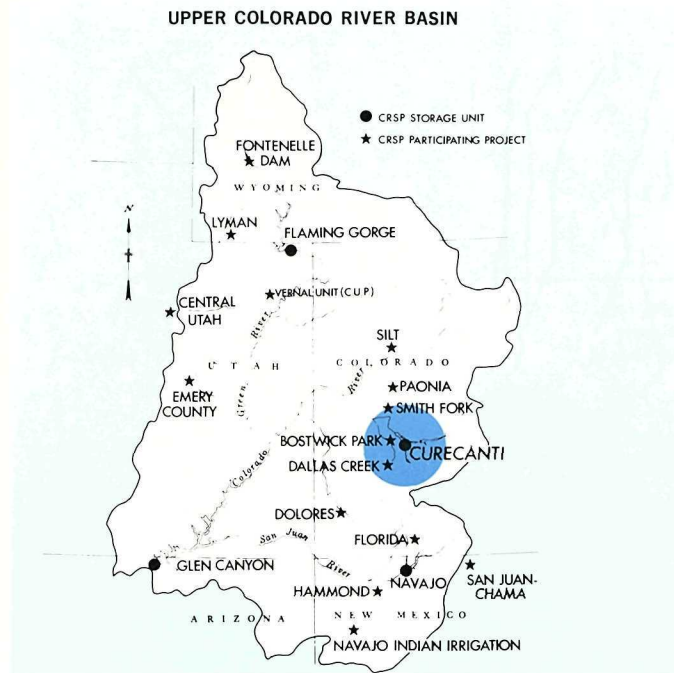 UPPER COLORADO RIVER BASIN
CRSP STORAGE UNIT
CRSP PARTICIPATING PROJECT
FONTENELLE
DAM
WYOMING
N
LYMAN
FLAMING GORGE
VERNAL UNIT (C U P)
CENTRAL
UTAH
Green River
SILT
UTAH
COLORADO
EMERY
COUNTY
PAONIA
SMITH FORK
BOSTWICK PARK
CURECANTI
DALLAS CREEK
Colorado River
DOLORES
San Juan River
FLORIDA
GLEN CANYON
NAVAJO
SAN JUAN-
CHAMA
HAMMOND
ARIZONA
NEW MEXICO
NAVAJO INDIAN IRRIGATION